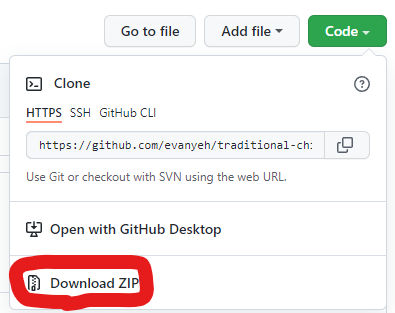 Go to file
Add file
Code
Clone
HTTPS SSH GitHub CLI
https://github.com/evanyeh/traditional-chi
Use Git or checkout with SVN using the web URL.
Open with GitHub Desktop
Download ZIP